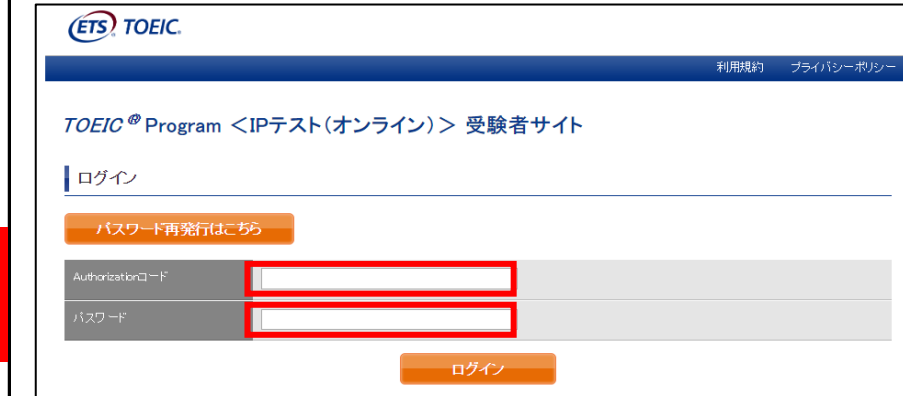 ETS TOEIC.
利用規約 プライバシーポリシー
TOEIC® Program <IPテスト(オンライン)> 受験者サイト
ログイン
パスワード再発行はこちら
Authorizationコード
パスワード
ログイン